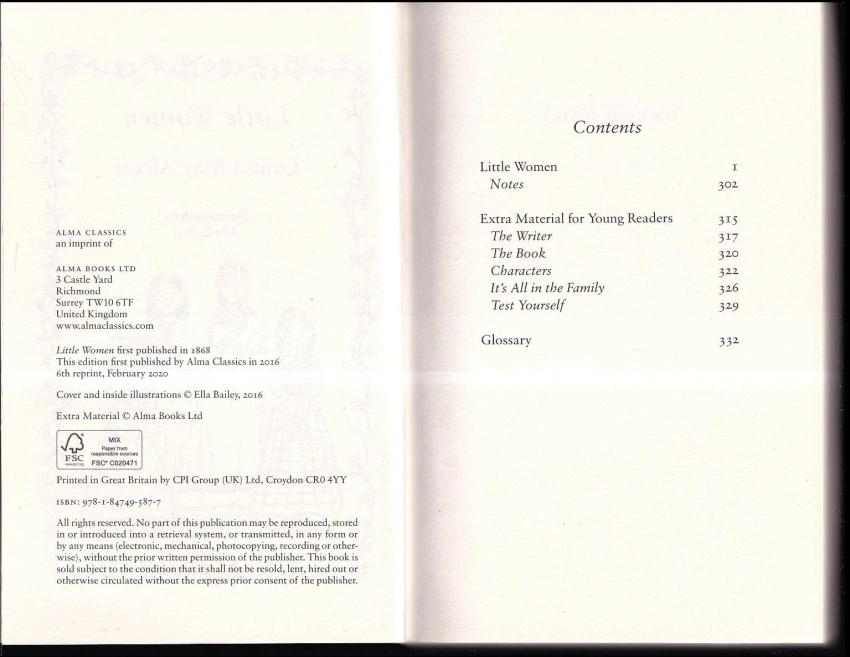 ALMA CLASSICS
an imprint of
ALMA BOOKS LTD
3 Castle Yard
Richmond
Surrey TW10 6TF
United Kingdom
www.almaclassics.com
Little Women first published in 1868
This edition first published by Alma Classics in 2016
6th reprint, February 2020
Cover and inside illustrations © Ella Bailey, 2016
Extra Material © Alma Books Ltd
FSC
MIX
Paper from
responsible sources
FSC® C020471
Printed in Great Britain by CPI Group (UK) Ltd, Croydon CR0 4YY
ISBN: 978-1-84749-587-7
All rights reserved. No part of this publication may be reproduced, stored
in or introduced into a retrieval system, or transmitted, in any form or
by any means (electronic, mechanical, photocopying, recording or other-
wise), without the prior written permission of the publisher. This book is
sold subject to the condition that it shall not be resold, lent, hired out or
otherwise circulated without the express prior consent of the publisher.
Contents
Little Women 1
Notes 302
Extra Material for Young Readers 315
The Writer 317
The Book 320
Characters 322
It's All in the Family 326
Test Yourself 329
Glossary 332